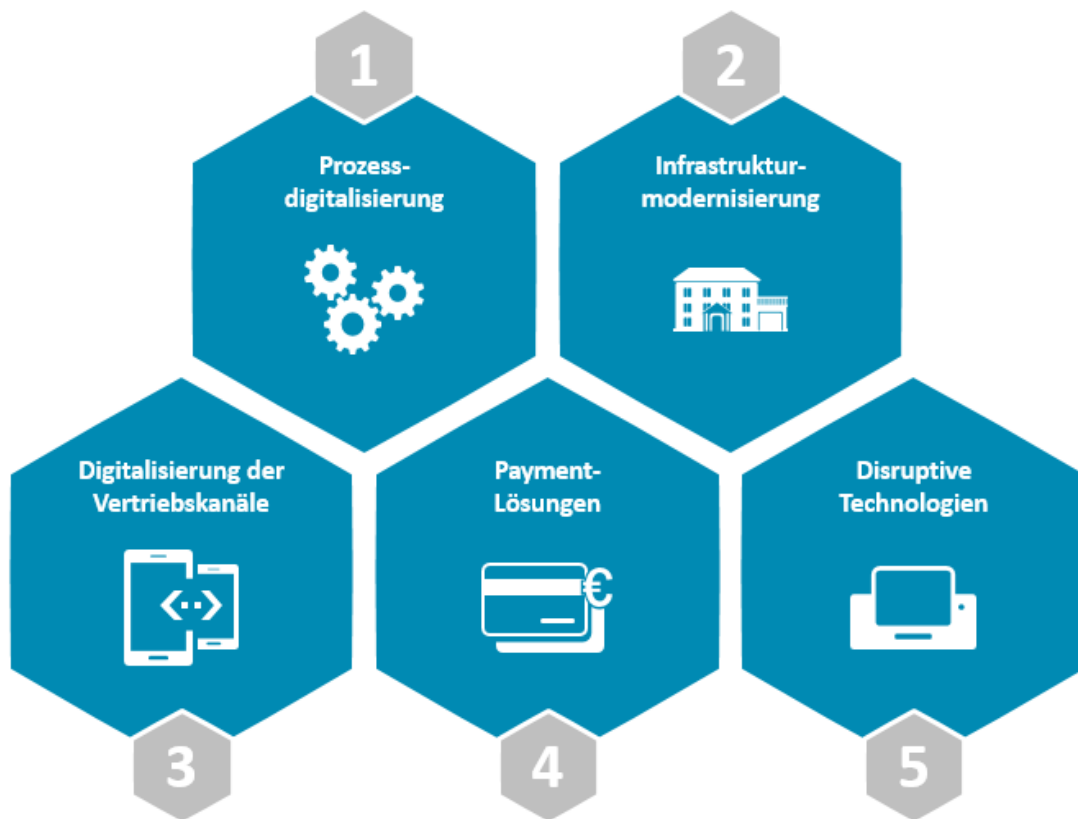 1
2
Prozess-
digitalisierung
Infrastruktur-
modernisierung
Digitalisierung der
Vertriebskanäle
Payment-
Lösungen
€
Disruptive
Technologien
3
4
5